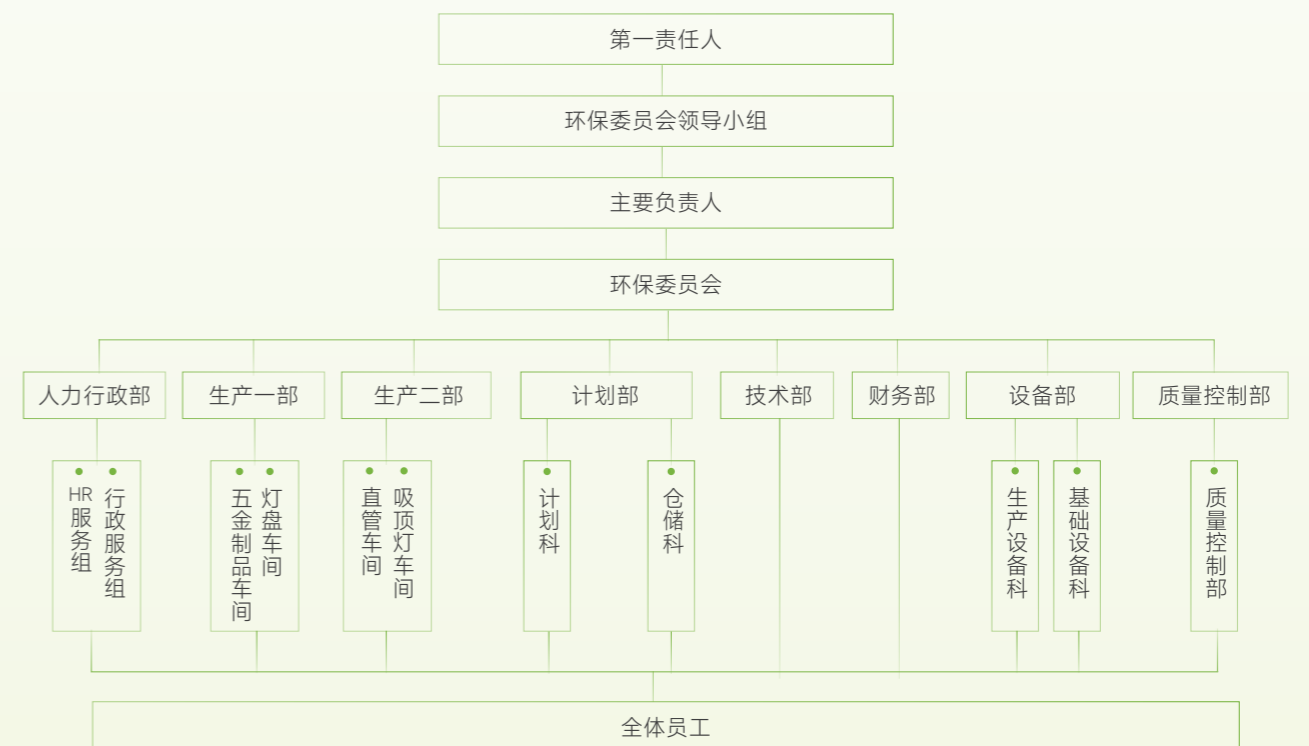 第一责任人
环保委员会领导小组
主要负责人
环保委员会
人力行政部
生产一部
生产二部
计划部
技术部
财务部
设备部
质量控制部
HR服务组
行政服务组
五金制品车间
灯盘车间
直管车间
吸顶灯车间
计划科
仓储科
生产设备科
基础设备科
质量控制部
全体员工